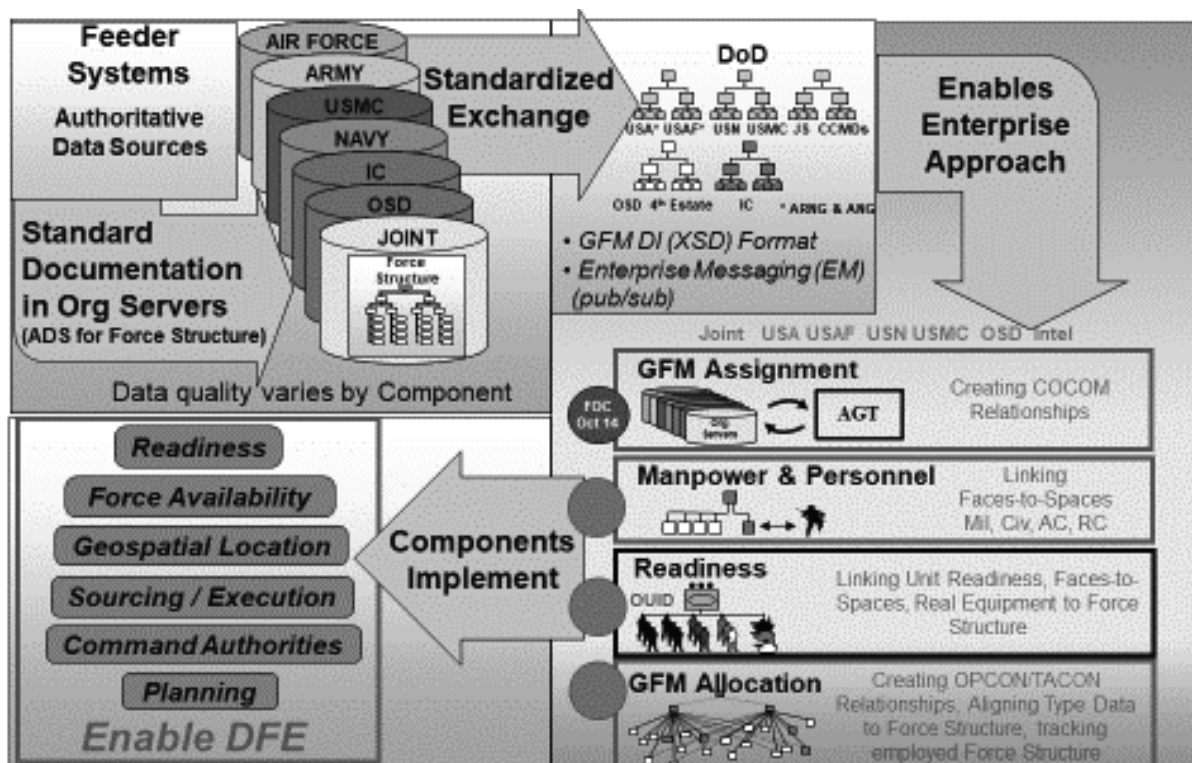 Feeder
Systems
Authoritative
Data Sources
AIR FORCE
ARMY
USMC
NAVY
IC
OSD
JOINT
Force
Structure
Standard
Documentation
in Org Servers
(ADS for Force Structure)
Data quality varies by Component
Standardized
Exchange
DoD
USA* USAF* USN USMC JS CCMDs
OSD 4th Estate IC * ARNG & ANG
• GFM DI (XSD) Format
• Enterprise Messaging (EM)
(pub/sub)
Enables
Enterprise
Approach
Joint USA USAF USN USMC OSD Intel
GFM Assignment
FOC
Oct 14
Org
Servers
AGT
Creating COCOM
Relationships
Manpower & Personnel
Linking
Faces-to-Spaces
Mil, Civ, AC, RC
Readiness
OUID
Linking Unit Readiness, Faces-to-
Spaces, Real Equipment to Force
Structure
GFM Allocation
Creating OPCON/TACON
Relationships, Aligning Type Data
to Force Structure, tracking
employed Force Structure
Components
Implement
Readiness
Force Availability
Geospatial Location
Sourcing / Execution
Command Authorities
Planning
Enable DFE